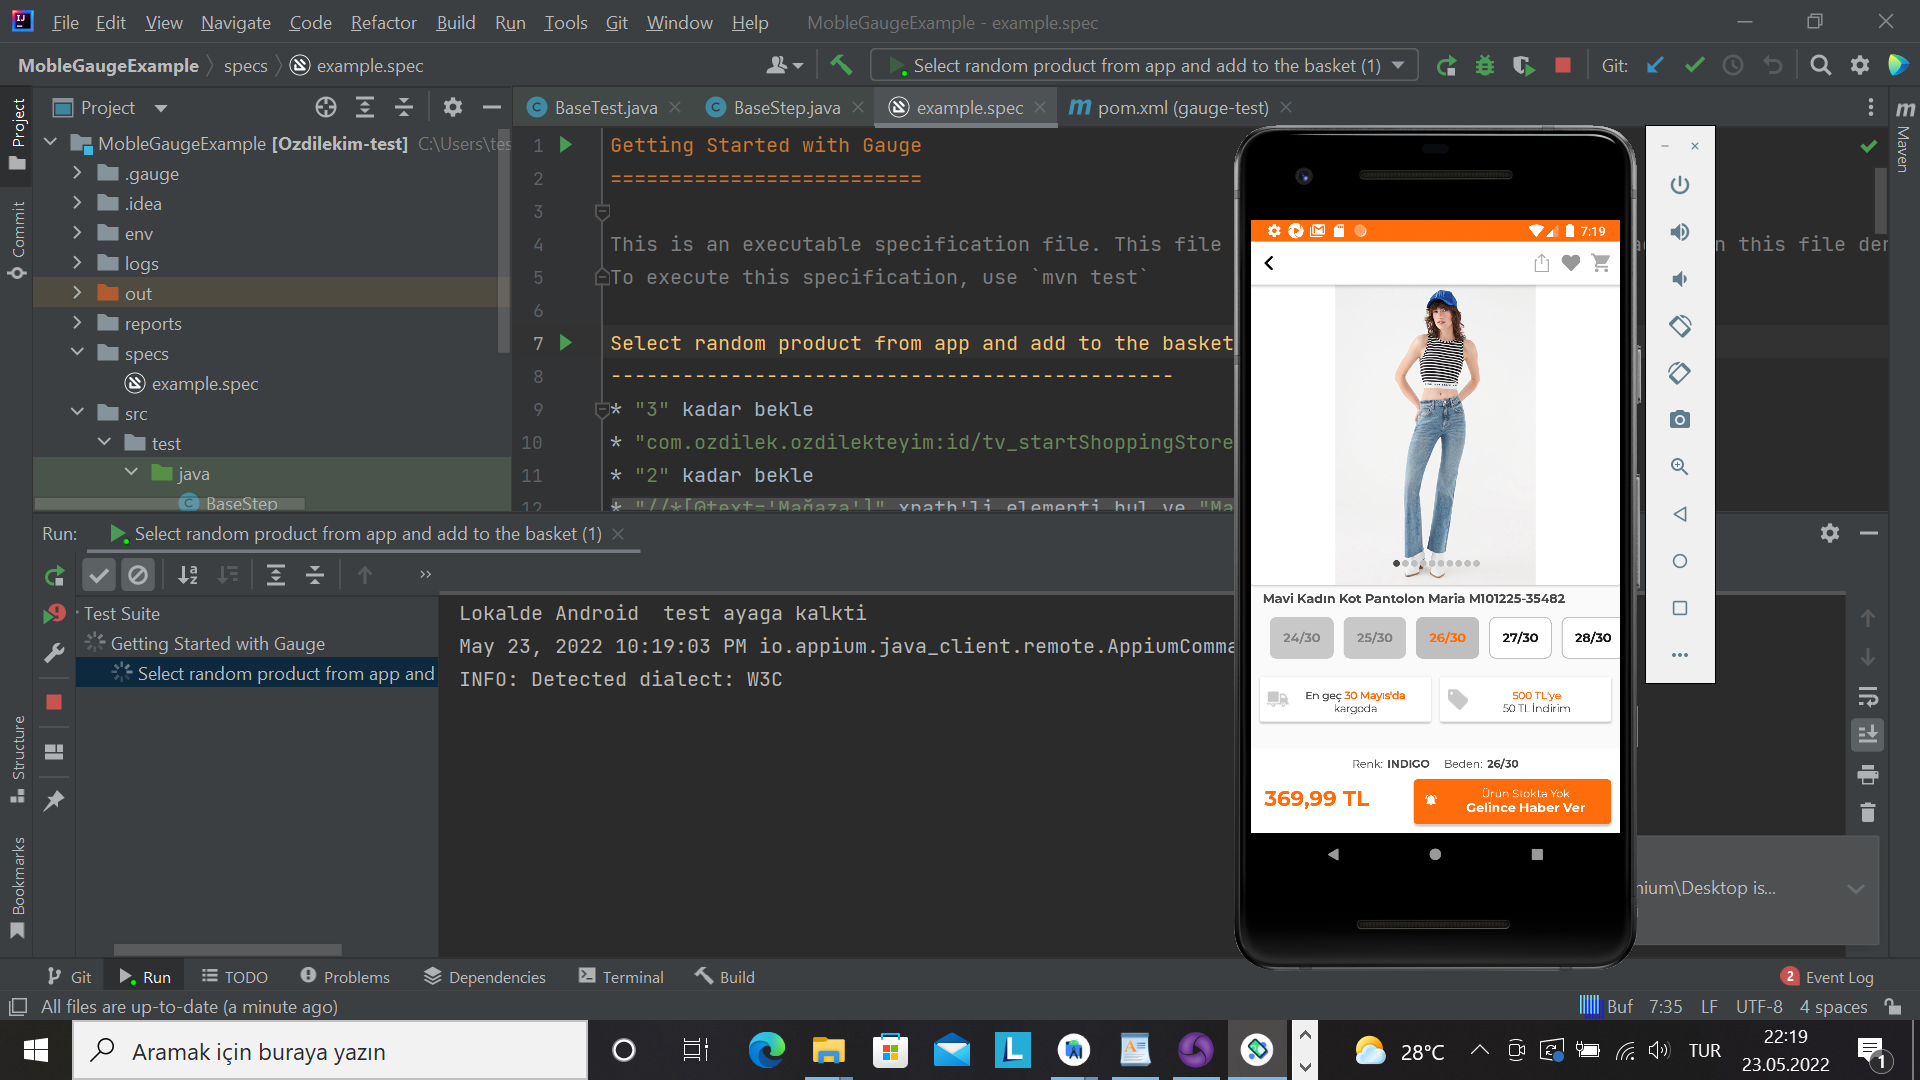 File Edit View Navigate Code Refactor Build Run Tools Git Window Help MobleGaugeExample - example.spec
MobleGaugeExample specs example.spec Select random product from app and add to the basket (1) Git:
Project BaseTest.java BaseStep.java example.spec pom.xml (gauge-test)
MobleGaugeExample [Ozdilekim-test] C:\Users\tes
.gauge
.idea
env
logs
out
reports
specs
example.spec
src
test
java
BaseStep
Project
Commit
Structure
Bookmarks
Maven
1 Getting Started with Gauge
2 ==========================
3
4 This is an executable specification file. This file n this file den
5 To execute this specification, use `mvn test`
6
7 Select random product from app and add to the basket
8 -----------------------------------------------
9 * "3" kadar bekle
10 * "com.ozdilek.ozdilekteyim:id/tv_startShoppingStore
11 * "2" kadar bekle
12 * "//*[@text='Mağaza']" xpath'li elementi bul ve "Ma
Run: Select random product from app and add to the basket (1)
Test Suite
Getting Started with Gauge
Select random product from app and
Lokalde Android  test ayaga kalkti
May 23, 2022 10:19:03 PM io.appium.java_client.remote.AppiumComma
INFO: Detected dialect: W3C
7:19
Mavi Kadın Kot Pantolon Maria M101225-35482
24/30 25/30 26/30 27/30 28/30
En geç 30 Mayıs'da
kargoda
500 TL'ye
50 TL İndirim
Renk: INDIGO Beden: 26/30
369,99 TL
Ürün Stokta Yok
Gelince Haber Ver
nium\Desktop is...
Git Run TODO Problems Dependencies Terminal Build 2 Event Log
All files are up-to-date (a minute ago) Buf 7:35 LF UTF-8 4 spaces
Aramak için buraya yazın 28°C TUR 22:19
23.05.2022
1